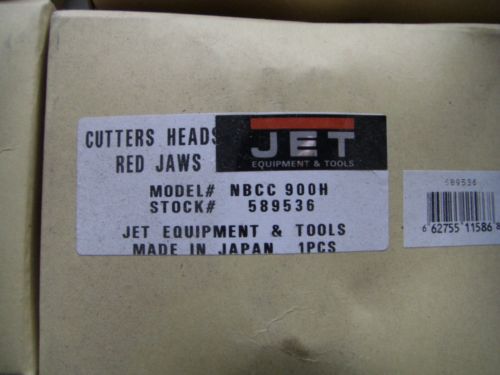 CUTTERS HEADS
RED JAWS
JET
EQUIPMENT & TOOLS
MODEL# NBCC 900H
STOCK# 589536
JET EQUIPMENT & TOOLS
MADE IN JAPAN 1PCS
589536
6 62755 11586 8